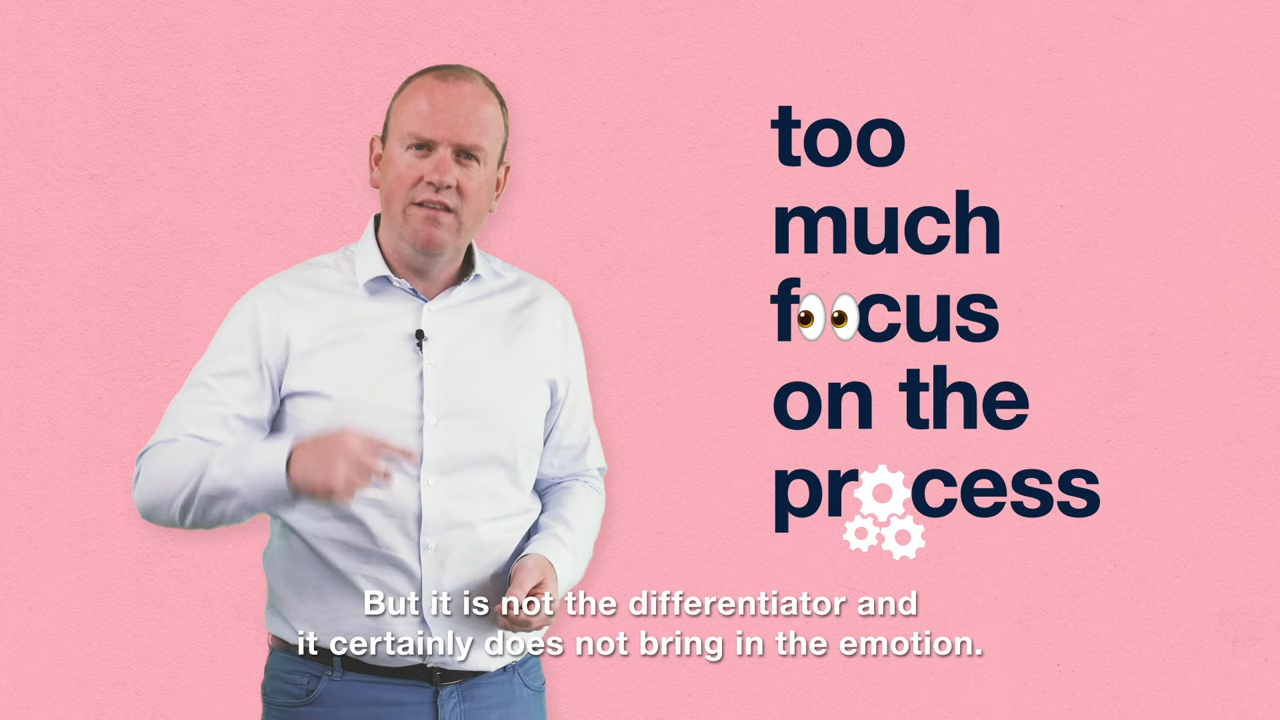 too
much
f👀cus
on the
process
But it is not the differentiator and
it certainly does not bring in the emotion.